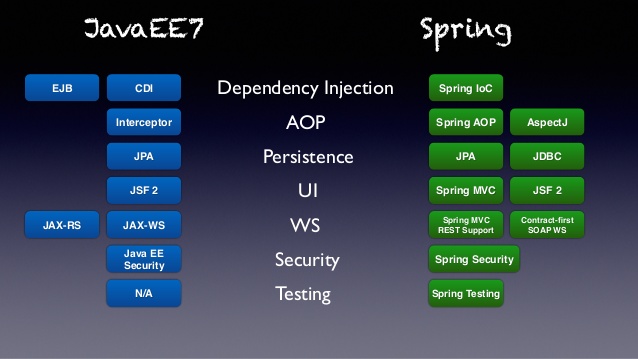 JavaEE7
Spring
EJB
CDI
Dependency Injection
Spring IoC
Interceptor
AOP
Spring AOP
AspectJ
JPA
Persistence
JPA
JDBC
JSF 2
UI
Spring MVC
JSF 2
JAX-RS
JAX-WS
WS
Spring MVC
REST Support
Contract-first
SOAP WS
Java EE
Security
Security
Spring Security
N/A
Testing
Spring Testing